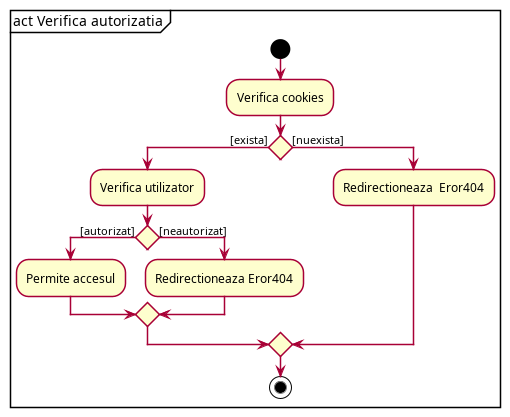 act Verifica autorizatia
Verifica cookies
[exista]
[nuexista]
Verifica utilizator
Redirectioneaza  Eror404
[autorizat]
[neautorizat]
Permite accesul
Redirectioneaza Eror404